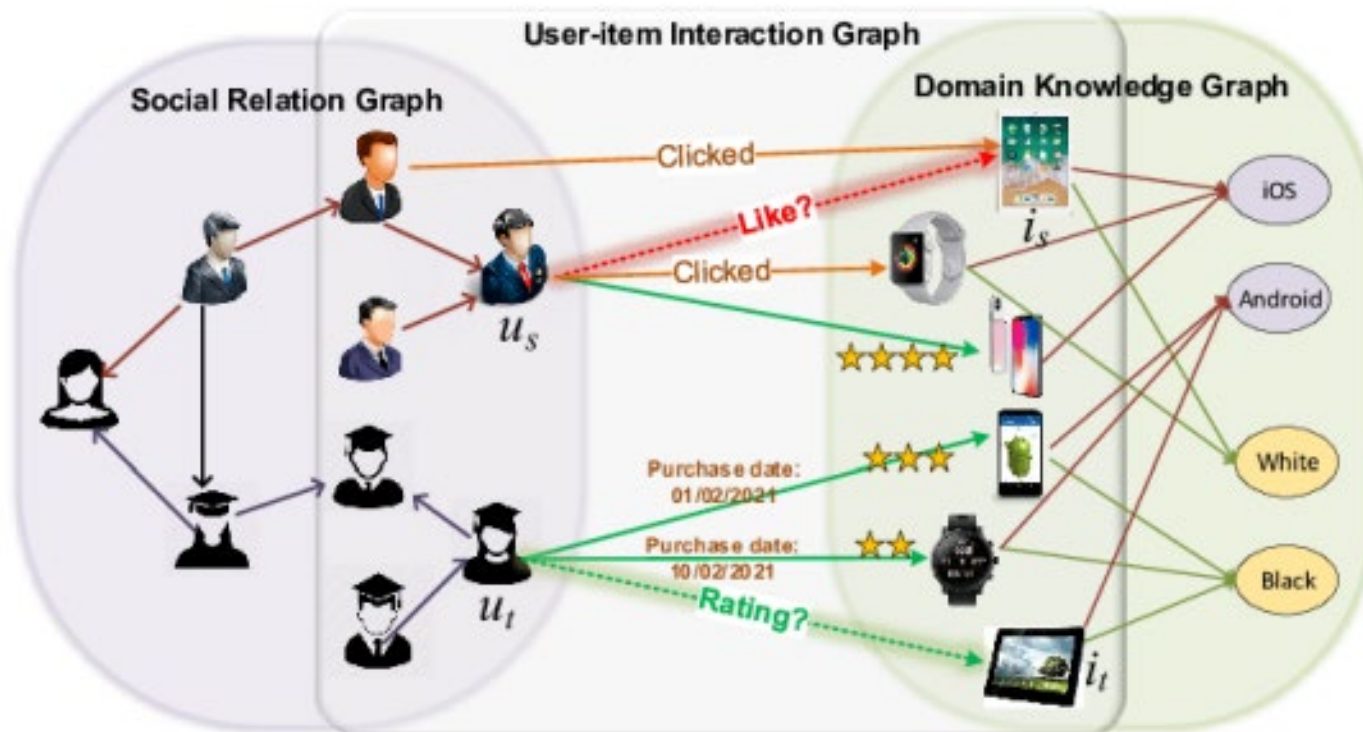 User-item Interaction Graph
Social Relation Graph
Domain Knowledge Graph
Clicked
Like?
i_s
iOS
Clicked
u_s
Android
Purchase date:
01/02/2021
White
Purchase date:
10/02/2021
Black
u_t
Rating?
i_t